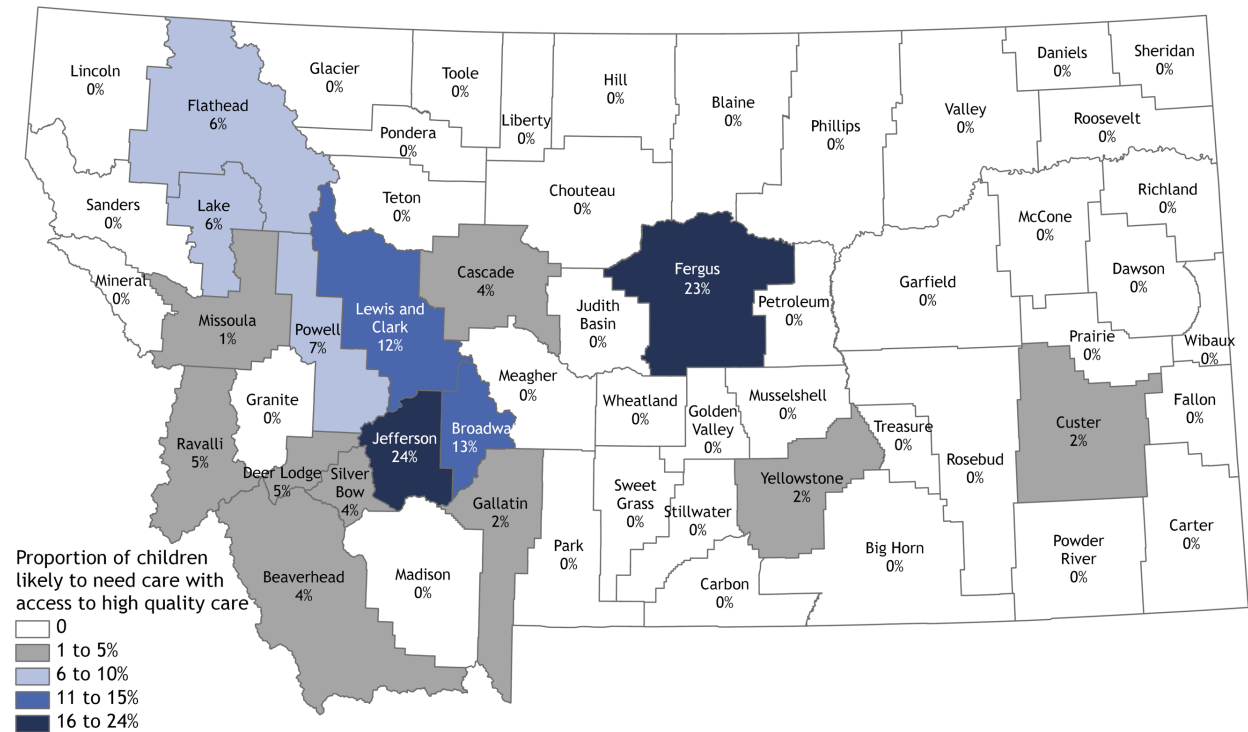 Lincoln
0%
Flathead
6%
Glacier
0%
Toole
0%
Liberty
0%
Hill
0%
Blaine
0%
Phillips
0%
Valley
0%
Daniels
0%
Sheridan
0%
Roosevelt
0%
Pondera
0%
Teton
0%
Chouteau
0%
Sanders
0%
Lake
6%
McCone
0%
Richland
0%
Dawson
0%
Mineral
0%
Missoula
1%
Powell
7%
Lewis and
Clark
12%
Cascade
4%
Judith
Basin
0%
Fergus
23%
Petroleum
0%
Garfield
0%
Prairie
0%
Wibaux
0%
Granite
0%
Meagher
0%
Wheatland
0%
Golden
Valley
0%
Musselshell
0%
Treasure
0%
Rosebud
0%
Custer
2%
Fallon
0%
Ravalli
5%
Deer Lodge
5%
Silver
Bow
4%
Jefferson
24%
Broadwa
13%
Gallatin
2%
Sweet
Grass
0%
Stillwater
0%
Yellowstone
2%
Big Horn
0%
Powder
River
0%
Carter
0%
Beaverhead
4%
Madison
0%
Park
0%
Carbon
0%
Proportion of children
likely to need care with
access to high quality care
0
1 to 5%
6 to 10%
11 to 15%
16 to 24%